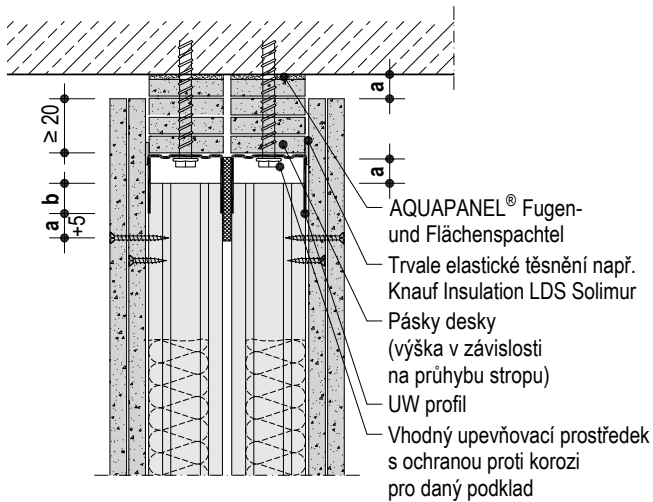 a
≥ 20
a
b
a
+5
AQUAPANEL® Fugen-
und Flächenspachtel
Trvale elastické těsnění např.
Knauf Insulation LDS Solimur
Pásky desky
(výška v závislosti
na průhybu stropu)
UW profil
Vhodný upevňovací prostředek
s ochranou proti korozi
pro daný podklad